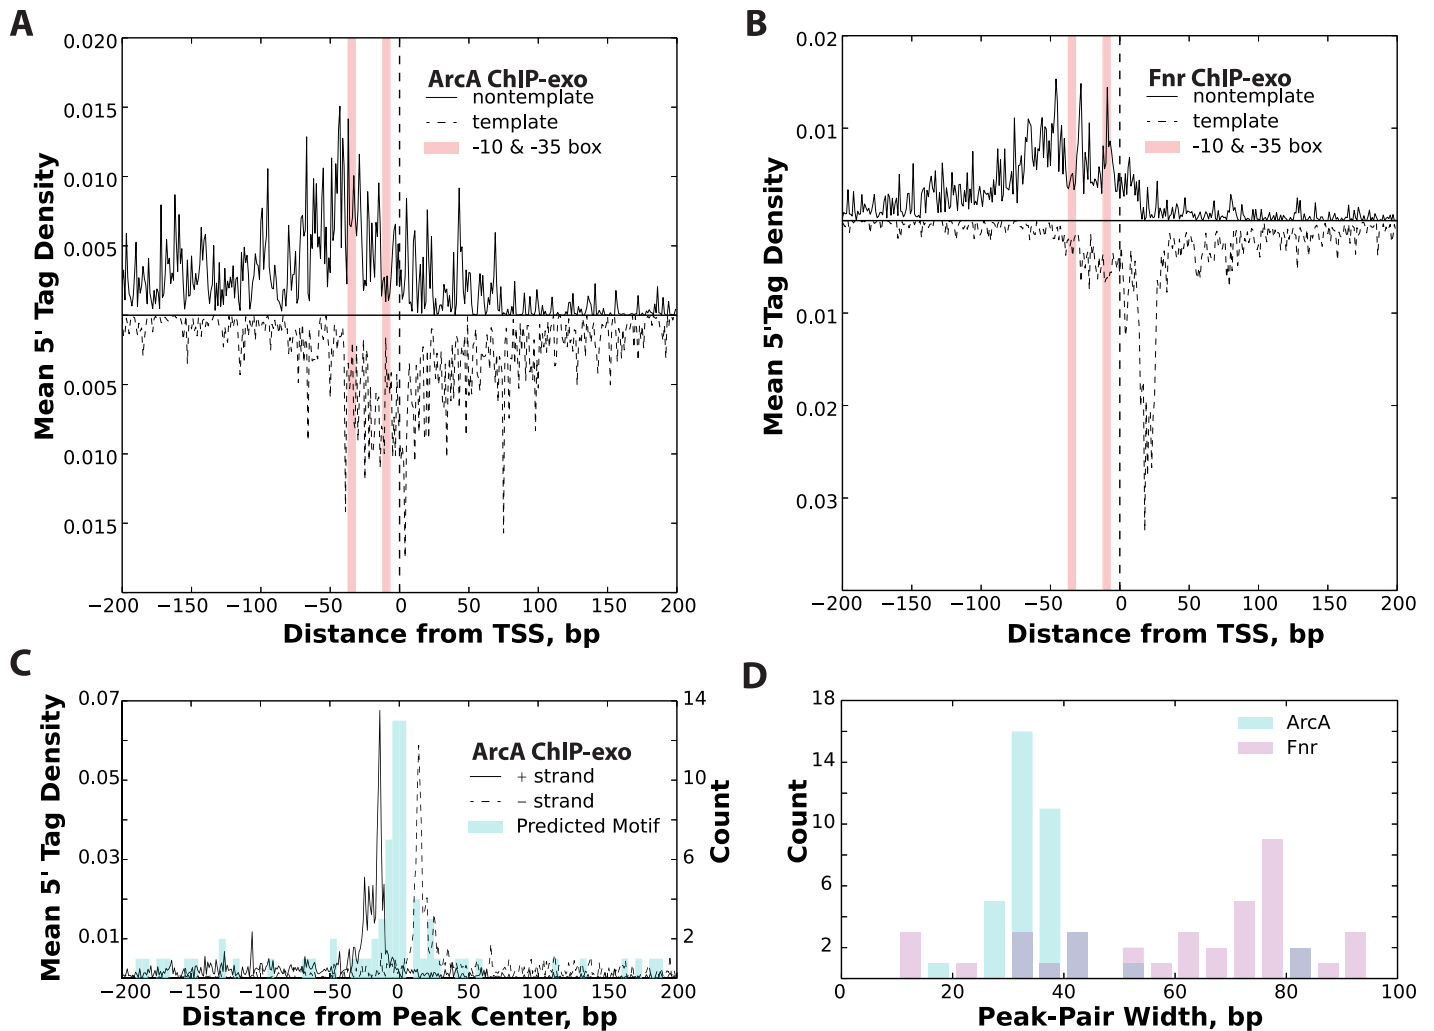 A
0.020
0.015
0.010
0.005
0.005
0.010
0.015
Mean 5' Tag Density
ArcA ChIP-exo
nontemplate
template
-10 & -35 box
−200 −150 −100 −50 0 50 100 150 200
Distance from TSS, bp
B
0.02
0.01
0.01
0.02
0.03
Mean 5'Tag Density
Fnr ChIP-exo
nontemplate
template
-10 & -35 box
−200 −150 −100 −50 0 50 100 150 200
Distance from TSS, bp
C
0.07
0.05
0.03
0.01
Mean 5' Tag Density
14
10
6
2
Count
ArcA ChIP-exo
+ strand
− strand
Predicted Motif
−200 −150 −100 −50 0 50 100 150 200
Distance from Peak Center, bp
D
18
14
10
6
2
Count
ArcA
Fnr
0 20 40 60 80 100
Peak-Pair Width, bp